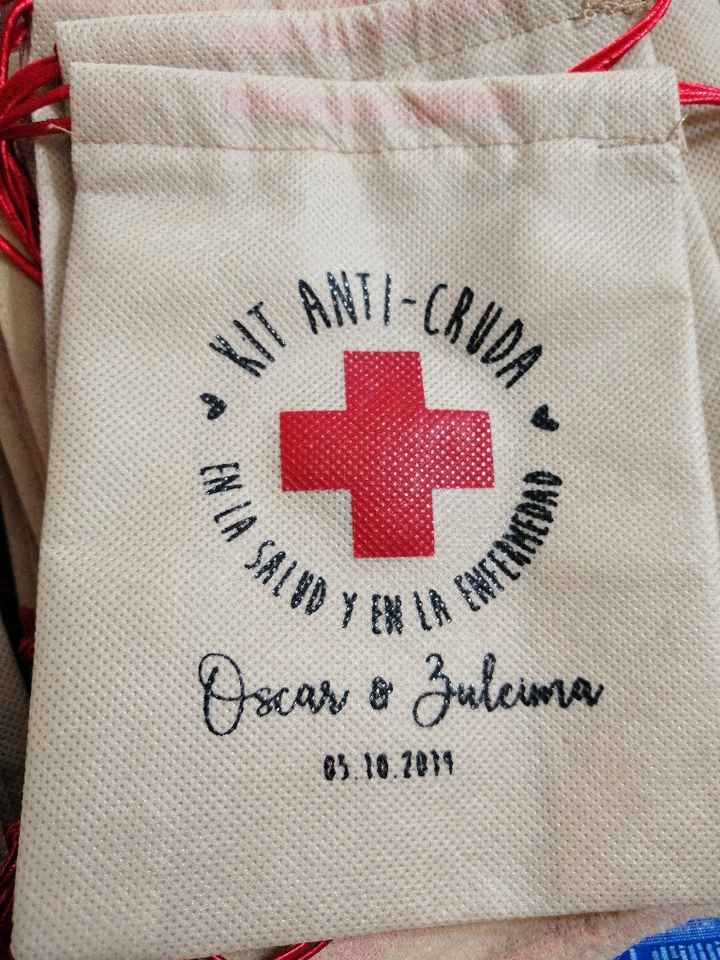 KIT ANTI-CRUDA
EN LA SALUD Y EN LA ENFERMEDAD
Oscar & Zuleima
05.10.2019